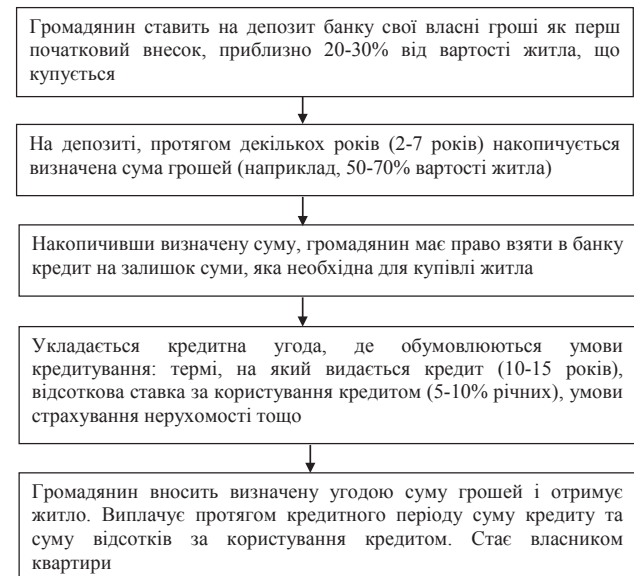 Громадянин ставить на депозит банку свої власні гроші як перш
початковий внесок, приблизно 20-30% від вартості житла, що
купується
На депозиті, протягом декількох років (2-7 років) накопичується
визначена сума грошей (наприклад, 50-70% вартості житла)
Накопичивши визначену суму, громадянин має право взяти в банку
кредит на залишок суми, яка необхідна для купівлі житла
Укладається кредитна угода, де обумовлюються умови
кредитування: термі, на який видається кредит (10-15 років),
відсоткова ставка за користування кредитом (5-10% річних), умови
страхування нерухомості тощо
Громадянин вносить визначену угодою суму грошей і отримує
житло. Виплачує протягом кредитного періоду суму кредиту та
суму відсотків за користування кредитом. Стає власником
квартири